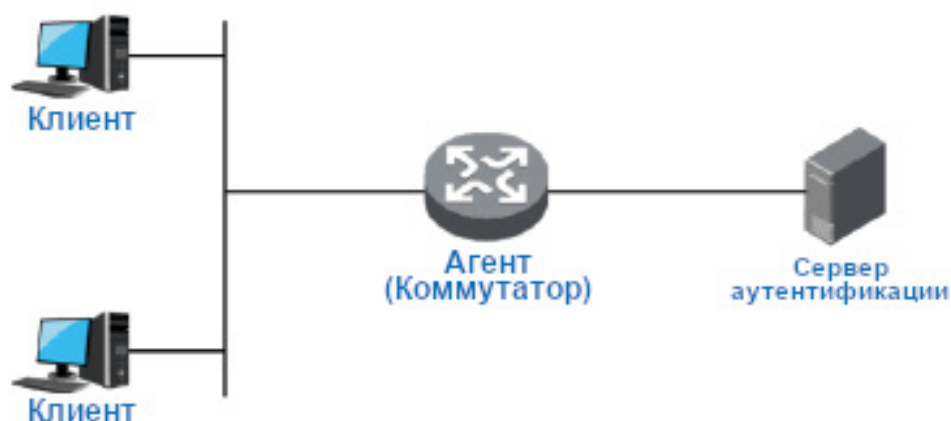 Клиент
Агент
(Коммутатор)
Сервер
аутентификации
Клиент